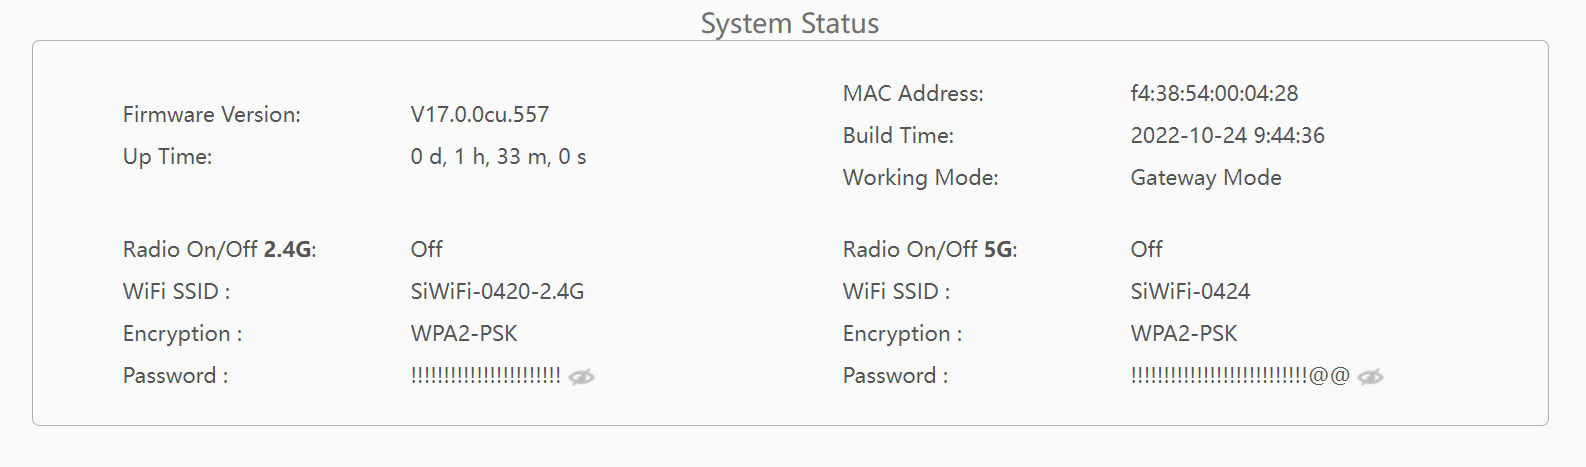 System Status
Firmware Version: V17.0.0cu.557
Up Time: 0 d, 1 h, 33 m, 0 s
MAC Address: f4:38:54:00:04:28
Build Time: 2022-10-24 9:44:36
Working Mode: Gateway Mode
Radio On/Off 2.4G: Off
WiFi SSID : SiWiFi-0420-2.4G
Encryption : WPA2-PSK
Password : !!!!!!!!!!!!!!!!!!!!!!!
Radio On/Off 5G: Off
WiFi SSID : SiWiFi-0424
Encryption : WPA2-PSK
Password : !!!!!!!!!!!!!!!!!!!!!!!!!!!@@